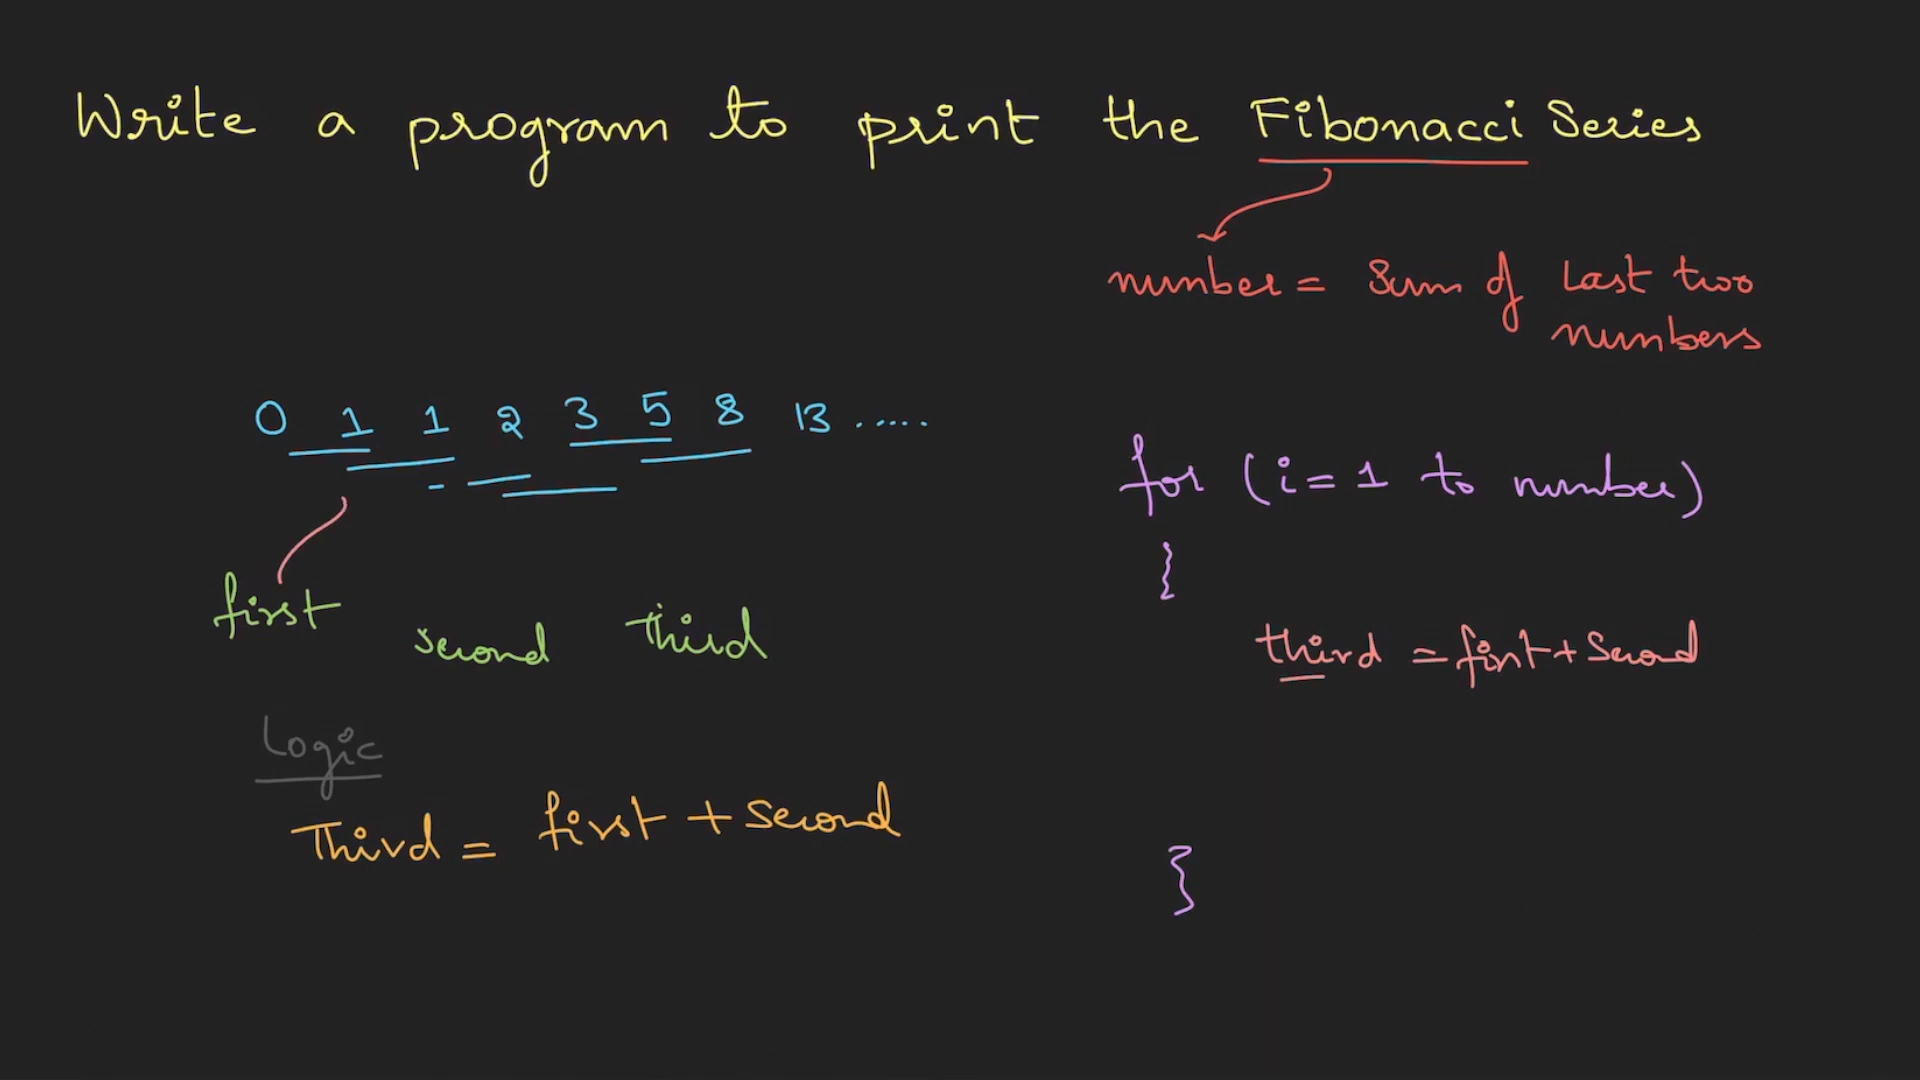 Write a program to print the Fibonacci Series
number = Sum of Last two
numbers
0 1 1 2 3 5 8 13 .....
for (i = 1 to number)
{
first second third
third = first + Second
Logic
Third = first + second
}